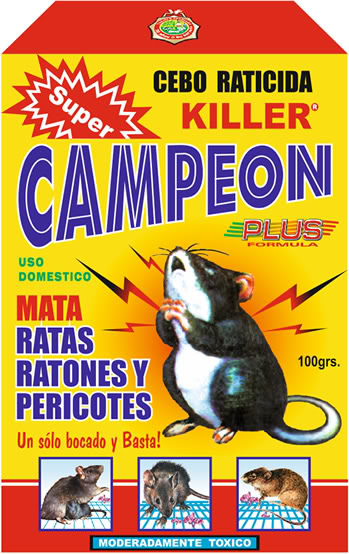 CEBO RATICIDA
Super
KILLER®
CAMPEON
PLUS
FORMULA
USO
DOMESTICO
MATA
RATAS
RATONES Y
PERICOTES
100grs.
Un sólo bocado y Basta!
MODERADAMENTE TOXICO